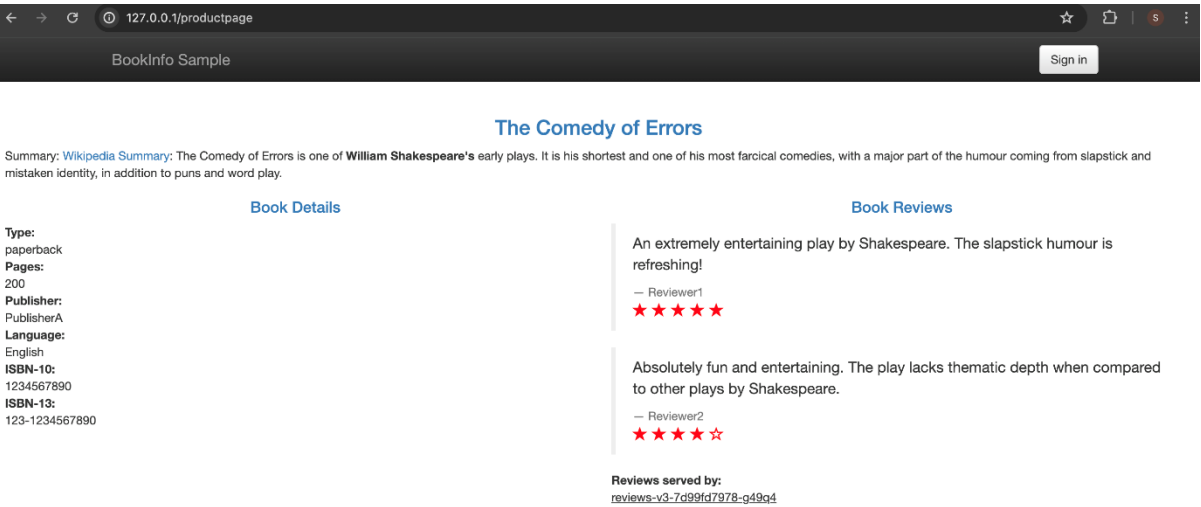 127.0.0.1/productpage
S
BookInfo Sample
Sign in
The Comedy of Errors
Summary: Wikipedia Summary: The Comedy of Errors is one of William Shakespeare's early plays. It is his shortest and one of his most farcical comedies, with a major part of the humour coming from slapstick and
mistaken identity, in addition to puns and word play.
Book Details
Type:
paperback
Pages:
200
Publisher:
PublisherA
Language:
English
ISBN-10:
1234567890
ISBN-13:
123-1234567890
Book Reviews
An extremely entertaining play by Shakespeare. The slapstick humour is
refreshing!
— Reviewer1
Absolutely fun and entertaining. The play lacks thematic depth when compared
to other plays by Shakespeare.
— Reviewer2
Reviews served by:
reviews-v3-7d99fd7978-g49q4